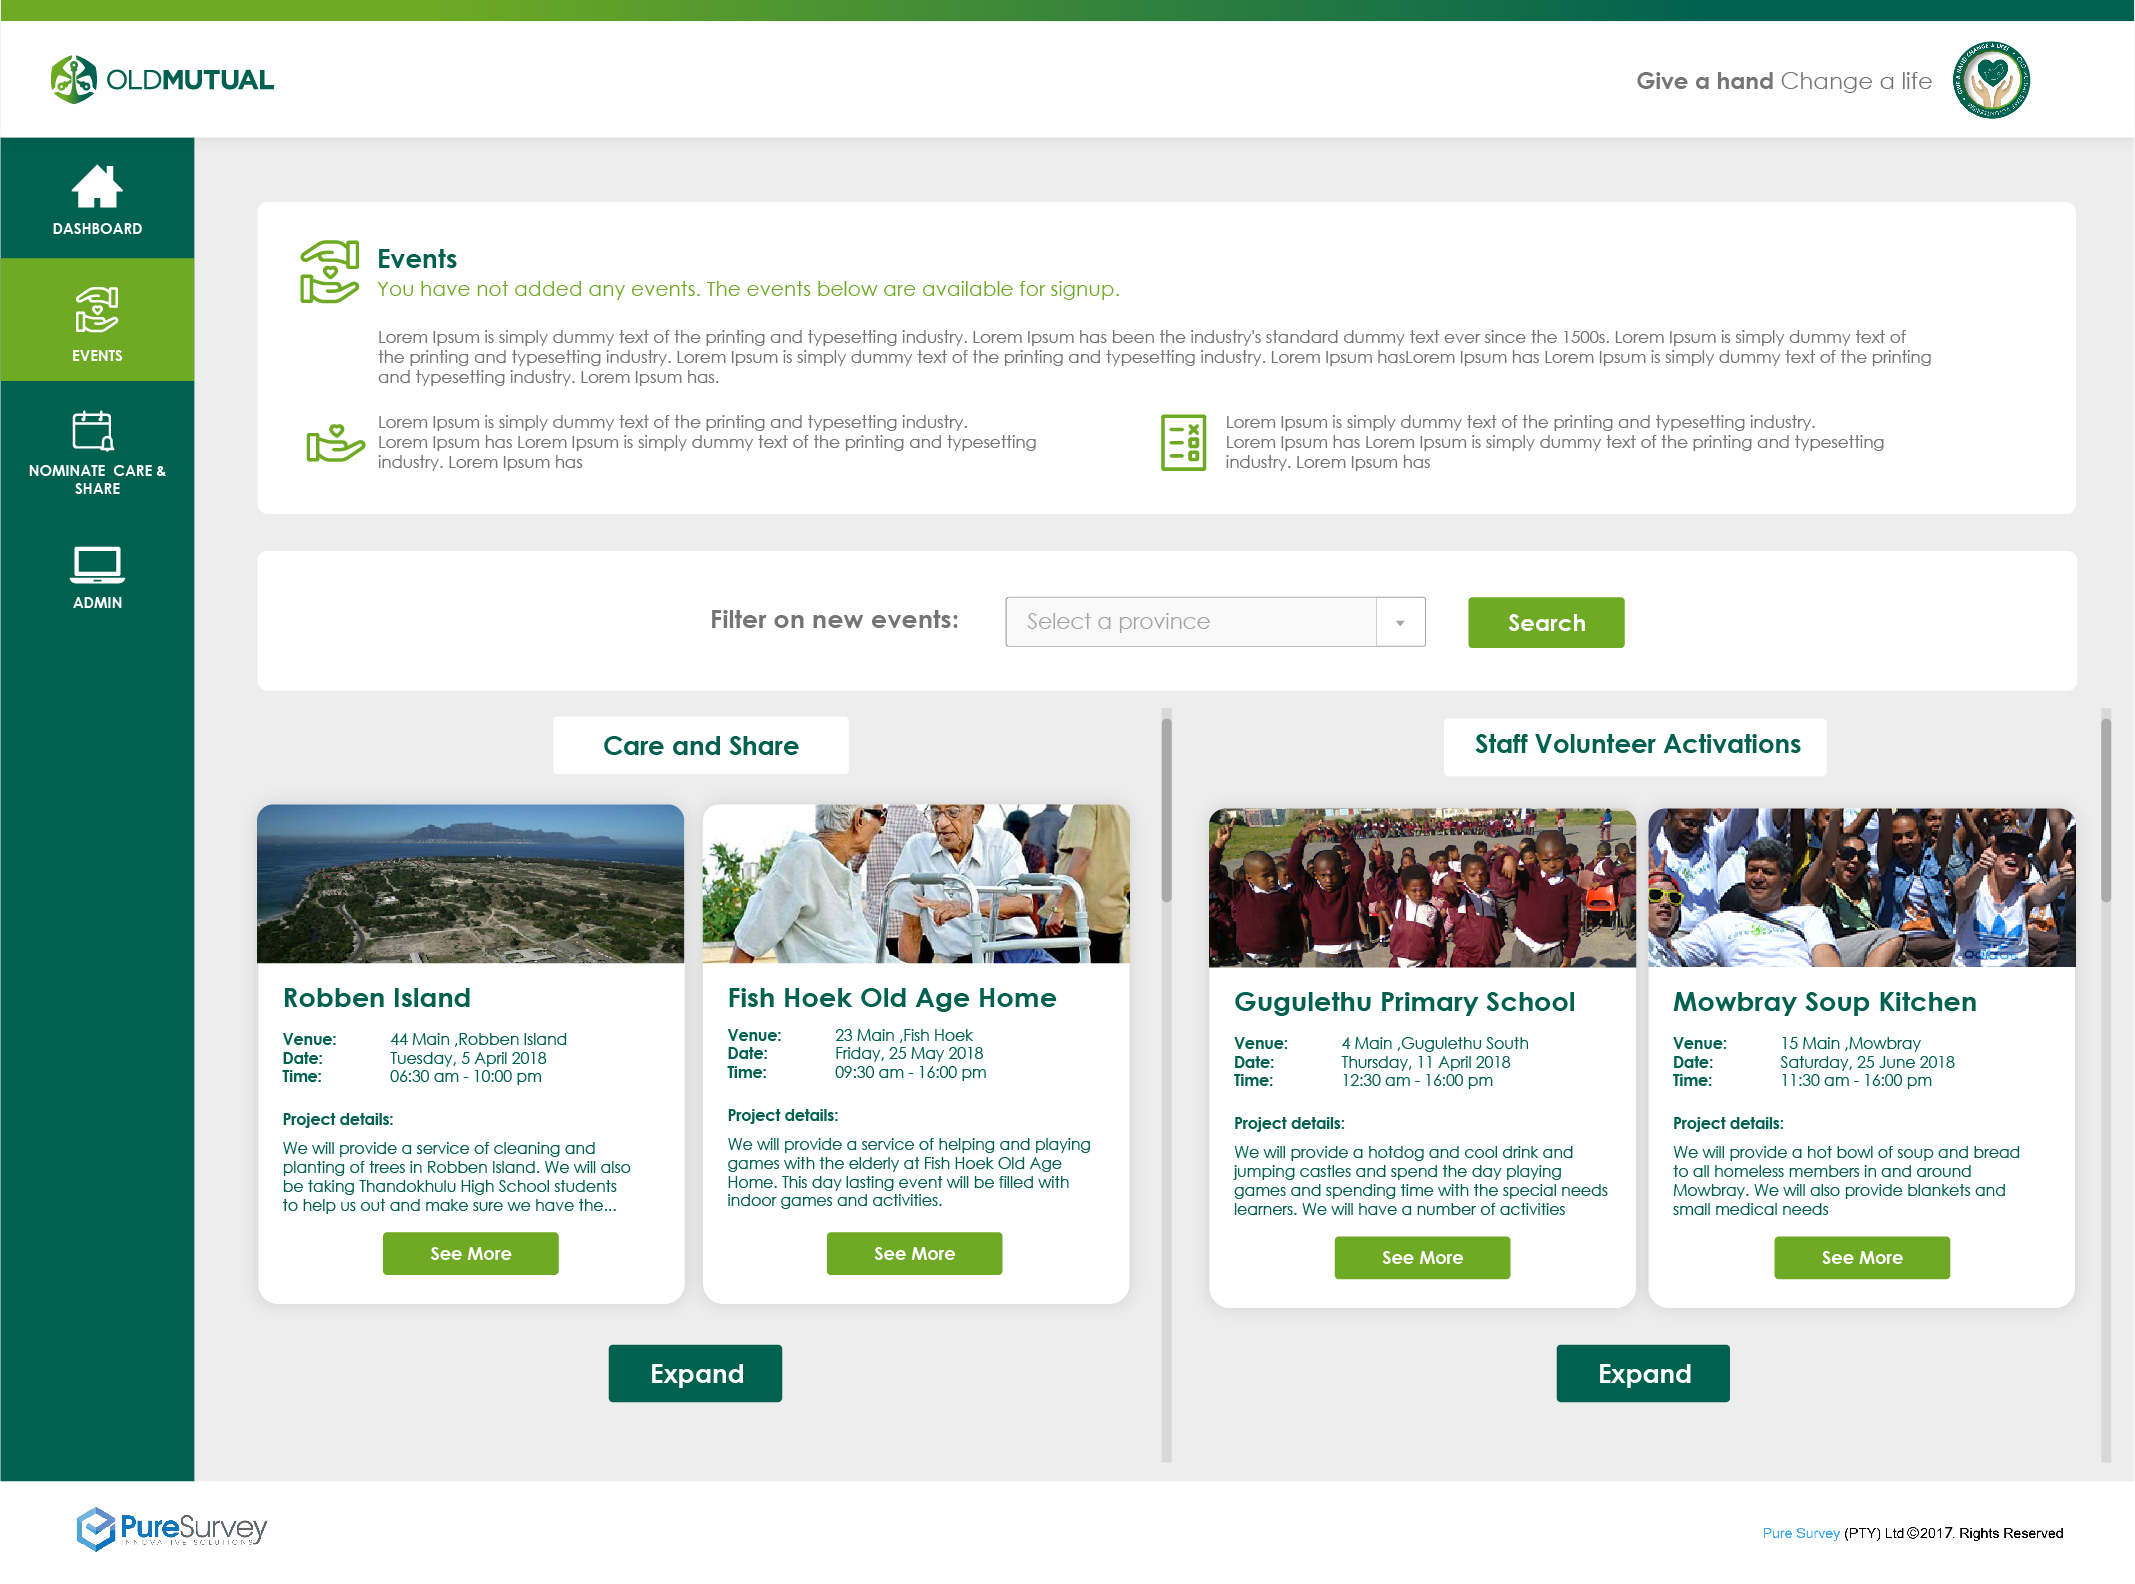 OLDMUTUAL
Give a hand Change a life
DASHBOARD
EVENTS
NOMINATE CARE &
SHARE
ADMIN
Events
You have not added any events. The events below are available for signup.
Lorem Ipsum is simply dummy text of the printing and typesetting industry. Lorem Ipsum has been the industry's standard dummy text ever since the 1500s. Lorem Ipsum is simply dummy text of
the printing and typesetting industry. Lorem Ipsum is simply dummy text of the printing and typesetting industry. Lorem Ipsum hasLorem Ipsum has Lorem Ipsum is simply dummy text of the printing
and typesetting industry. Lorem Ipsum has.
Lorem Ipsum is simply dummy text of the printing and typesetting industry.
Lorem Ipsum has Lorem Ipsum is simply dummy text of the printing and typesetting
industry. Lorem Ipsum has
Lorem Ipsum is simply dummy text of the printing and typesetting industry.
Lorem Ipsum has Lorem Ipsum is simply dummy text of the printing and typesetting
industry. Lorem Ipsum has
Filter on new events:
Select a province
Search
Care and Share
Robben Island
Venue: 44 Main ,Robben Island
Date: Tuesday, 5 April 2018
Time: 06:30 am - 10:00 pm
Project details:
We will provide a service of cleaning and
planting of trees in Robben Island. We will also
be taking Thandokhulu High School students
to help us out and make sure we have the...
See More
Fish Hoek Old Age Home
Venue: 23 Main ,Fish Hoek
Date: Friday, 25 May 2018
Time: 09:30 am - 16:00 pm
Project details:
We will provide a service of helping and playing
games with the elderly at Fish Hoek Old Age
Home. This day lasting event will be filled with
indoor games and activities.
See More
Expand
Staff Volunteer Activations
Gugulethu Primary School
Venue: 4 Main ,Gugulethu South
Date: Thursday, 11 April 2018
Time: 12:30 am - 16:00 pm
Project details:
We will provide a hotdog and cool drink and
jumping castles and spend the day playing
games and spending time with the special needs
learners. We will have a number of activities
See More
Mowbray Soup Kitchen
Venue: 15 Main ,Mowbray
Date: Saturday, 25 June 2018
Time: 11:30 am - 16:00 pm
Project details:
We will provide a hot bowl of soup and bread
to all homeless members in and around
Mowbray. We will also provide blankets and
small medical needs
See More
Expand
PureSurvey
INNOVATIVE SOLUTIONS
Pure Survey (PTY) Ltd ©2017. Rights Reserved